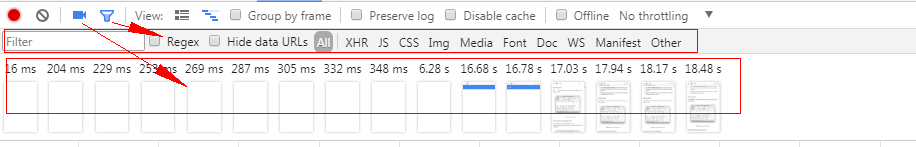 View: Group by frame Preserve log Disable cache Offline No throttling
Filter Regex Hide data URLs All XHR JS CSS Img Media Font Doc WS Manifest Other
16 ms 204 ms 229 ms 253 ms 269 ms 287 ms 305 ms 332 ms 348 ms 6.28 s 16.68 s 16.78 s 17.03 s 17.94 s 18.17 s 18.48 s